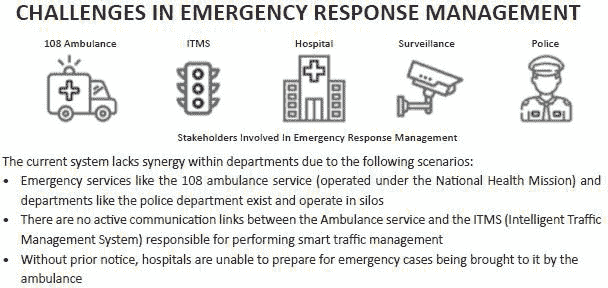 CHALLENGES IN EMERGENCY RESPONSE MANAGEMENT
108 Ambulance ITMS Hospital Surveillance Police
Stakeholders Involved In Emergency Response Management
The current system lacks synergy within departments due to the following scenarios:
• Emergency services like the 108 ambulance service (operated under the National Health Mission) and
departments like the police department exist and operate in silos
• There are no active communication links between the Ambulance service and the ITMS (Intelligent Traffic
Management System) responsible for performing smart traffic management
• Without prior notice, hospitals are unable to prepare for emergency cases being brought to it by the
ambulance